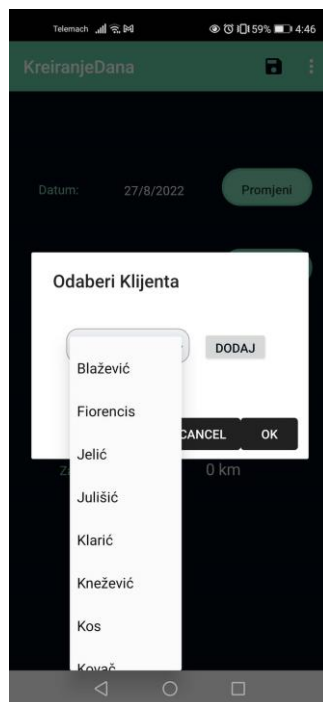 Telemach 59% 4:46
KreiranjeDana
Datum: 27/8/2022 Promjeni
Odaberi Klijenta
DODAJ
Blažević
Fiorencis
CANCEL OK
Jelić
0 km
Julišić
Klarić
Knežević
Kos
Kovač